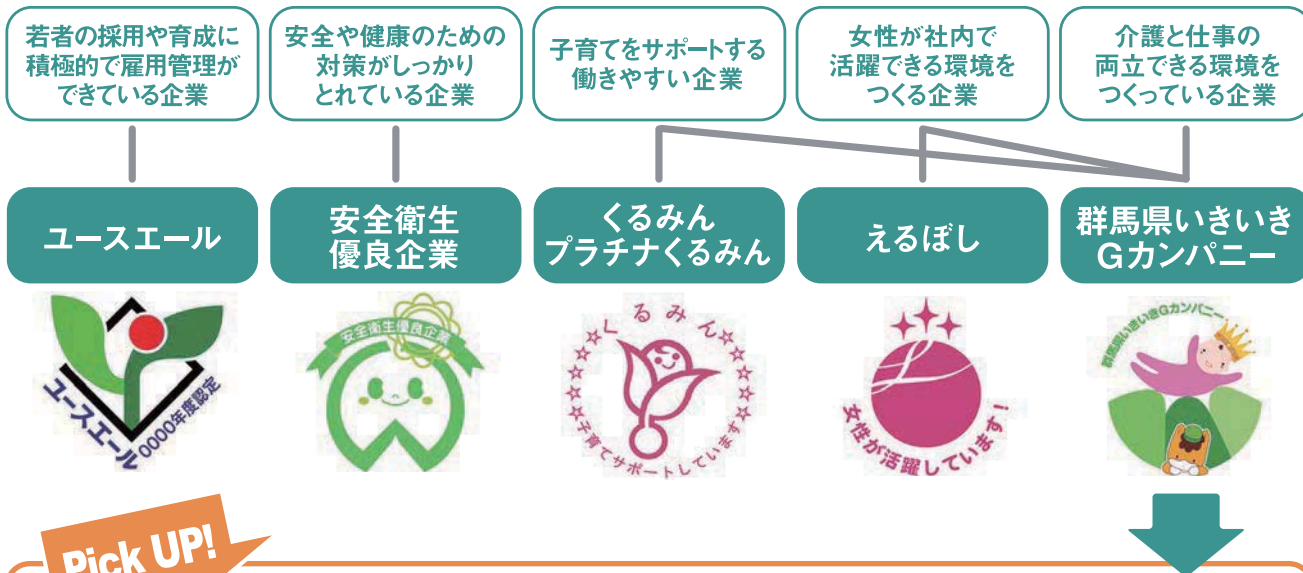 若者の採用や育成に
積極的で雇用管理が
できている企業
安全や健康のための
対策がしっかり
とれている企業
子育てをサポートする
働きやすい企業
女性が社内で
活躍できる環境を
つくる企業
介護と仕事の
両立できる環境を
つくっている企業
ユースエール
安全衛生
優良企業
くるみん
プラチナくるみん
えるぼし
群馬県いきいき
Gカンパニー
ユースエール
0000年度認定
安全衛生優良企業
くるみん
子育てサポートしています
女性が活躍しています!
群馬県いきいきGカンパニー
Pick UP!